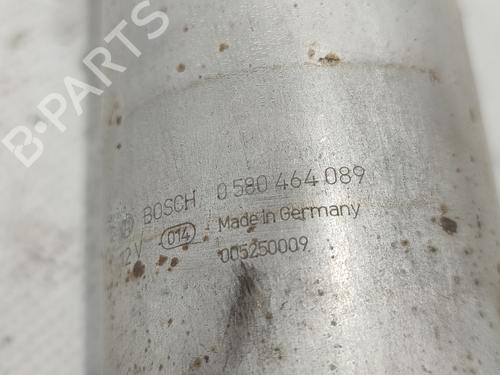 B-PARTS
BOSCH 0 580 464 089
12V 014 Made in Germany
005250009